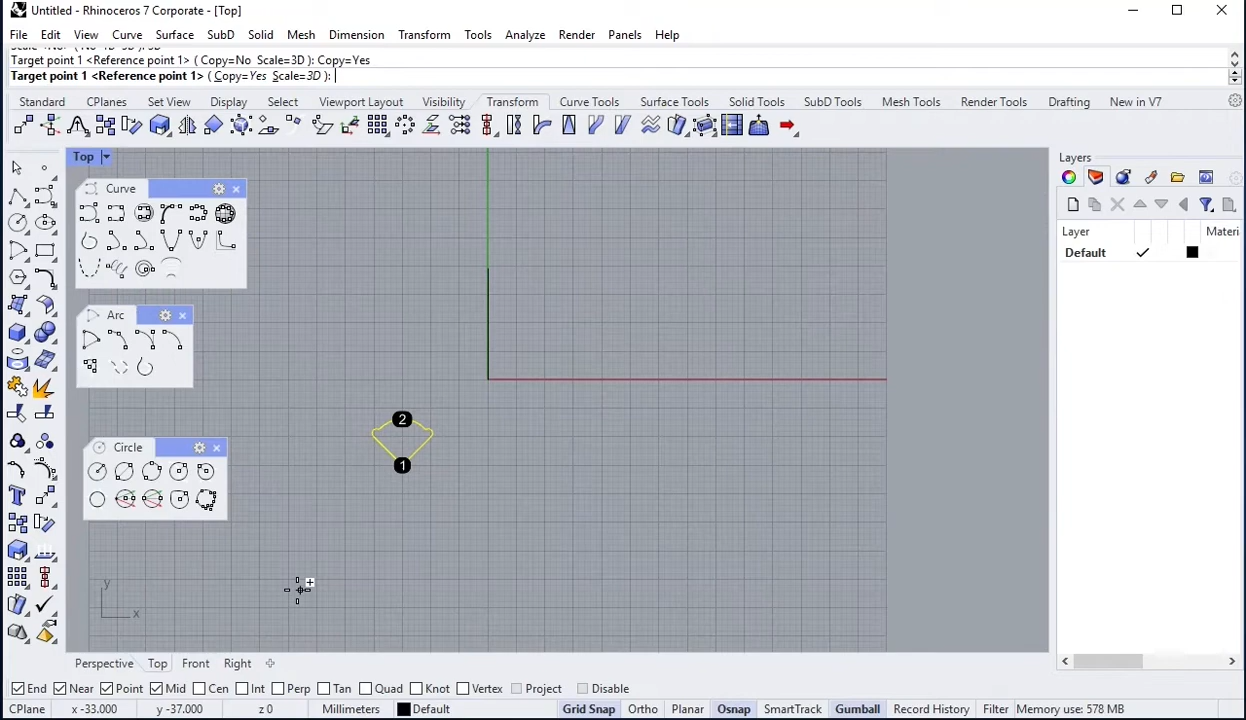 Untitled - Rhinoceros 7 Corporate - [Top]
File Edit View Curve Surface SubD Solid Mesh Dimension Transform Tools Analyze Render Panels Help
Target point 1 <Reference point 1> ( Copy=No Scale=3D ): Copy=Yes
Target point 1 <Reference point 1> ( Copy=Yes Scale=3D ):
Standard CPlanes Set View Display Select Viewport Layout Visibility Transform Curve Tools Surface Tools Solid Tools SubD Tools Mesh Tools Render Tools Drafting New in V7
Top
Layers
Curve
Layer Materi
Default
Arc
2
1
Circle
y
x
Perspective Top Front Right
End Near Point Mid Cen Int Perp Tan Quad Knot Vertex Project Disable
CPlane x -33.000 y -37.000 z 0 Millimeters Default Grid Snap Ortho Planar Osnap SmartTrack Gumball Record History Filter Memory use: 578 MB